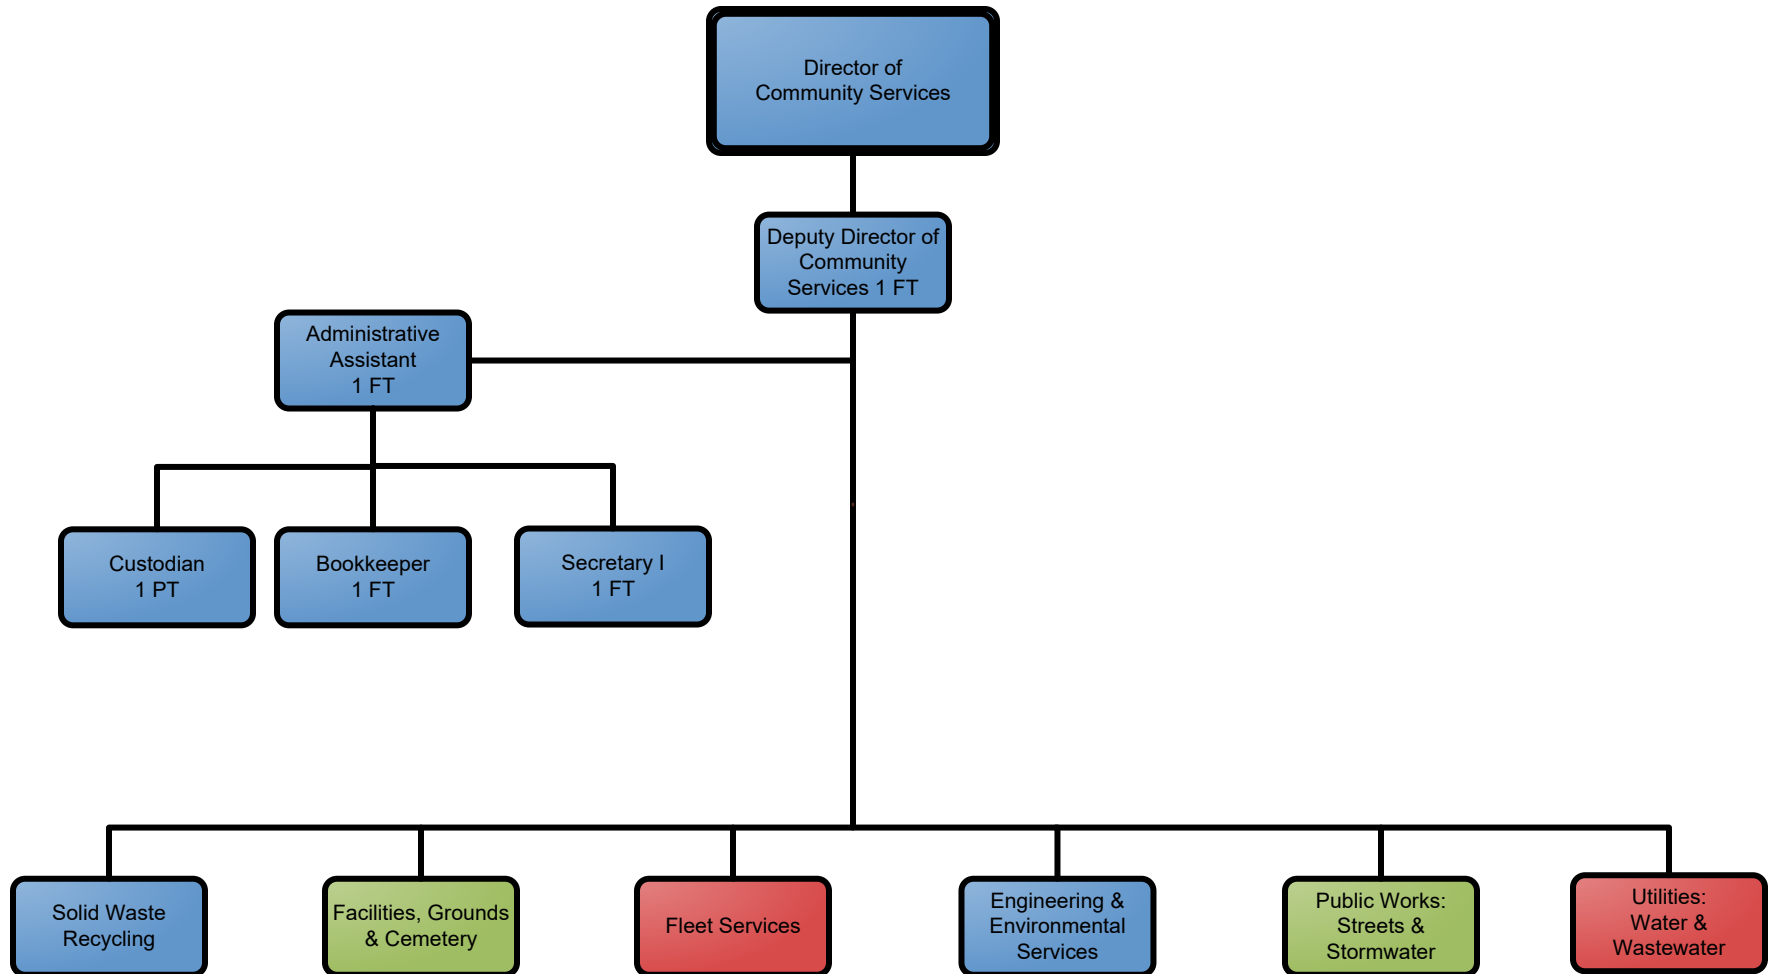 Director of
Community Services
Deputy Director of
Community
Services 1 FT
Administrative
Assistant
1 FT
Custodian
1 PT
Bookkeeper
1 FT
Secretary I
1 FT
Solid Waste
Recycling
Facilities, Grounds
& Cemetery
Fleet Services
Engineering &
Environmental
Services
Public Works:
Streets &
Stormwater
Utilities:
Water &
Wastewater